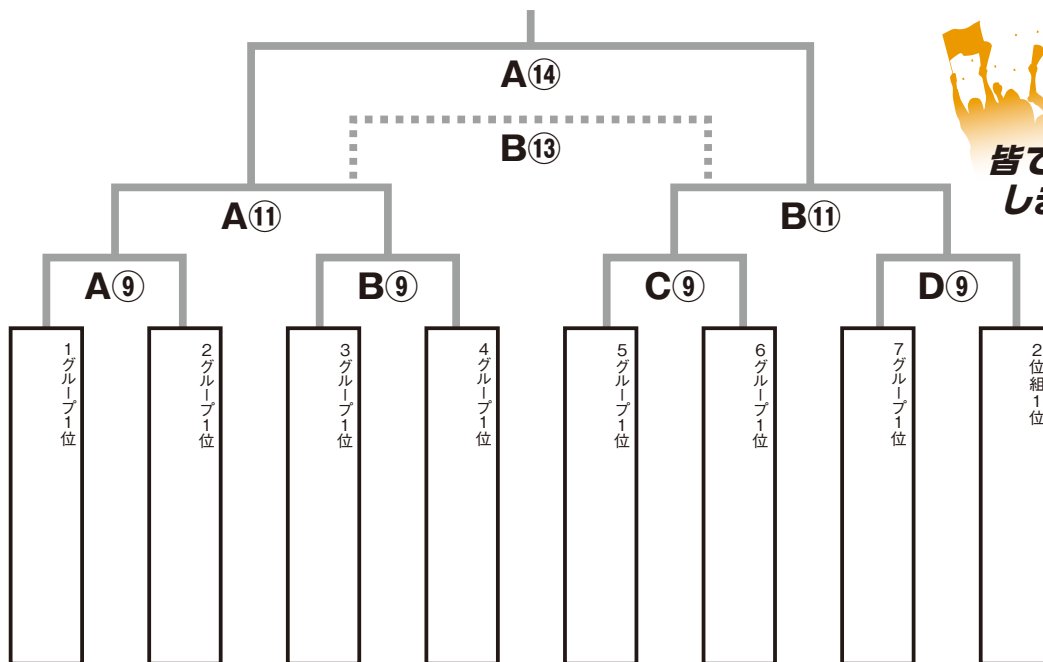 A⑭
B⑬
皆で
しき
A⑪
B⑪
A⑨
B⑨
C⑨
D⑨
1グループ1位
2グループ1位
3グループ1位
4グループ1位
5グループ1位
6グループ1位
7グループ1位
2位組1位